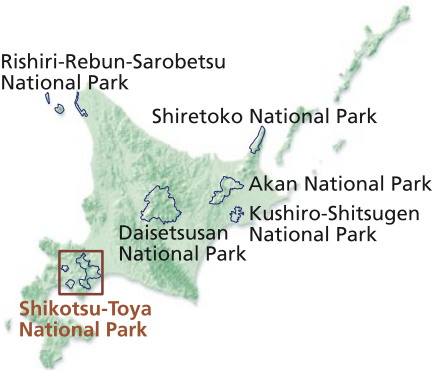 Rishiri-Rebun-Sarobetsu
National Park
Shiretoko National Park
Akan National Park
Kushiro-Shitsugen
National Park
Daisetsusan
National Park
Shikotsu-Toya
National Park